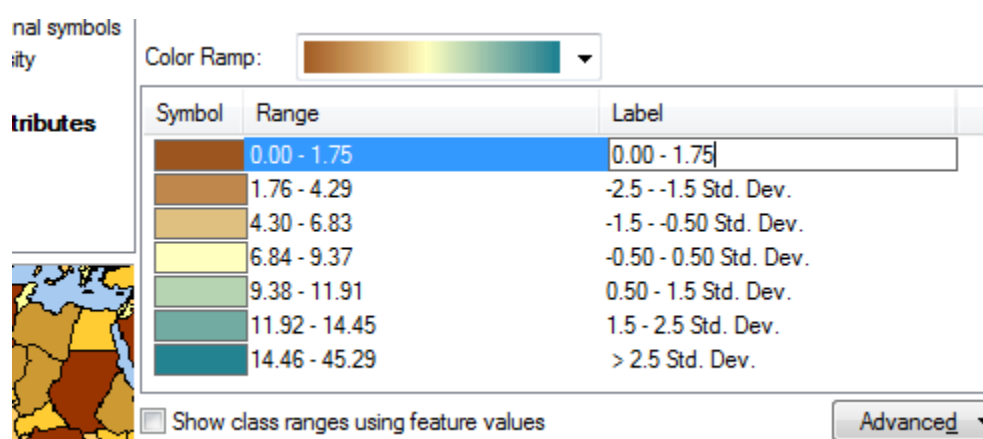 nal symbols
sity
Color Ramp:
tributes
Symbol Range Label
0.00 - 1.75 0.00 - 1.75
1.76 - 4.29 -2.5 - -1.5 Std. Dev.
4.30 - 6.83 -1.5 - -0.50 Std. Dev.
6.84 - 9.37 -0.50 - 0.50 Std. Dev.
9.38 - 11.91 0.50 - 1.5 Std. Dev.
11.92 - 14.45 1.5 - 2.5 Std. Dev.
14.46 - 45.29 > 2.5 Std. Dev.
Show class ranges using feature values
Advanced